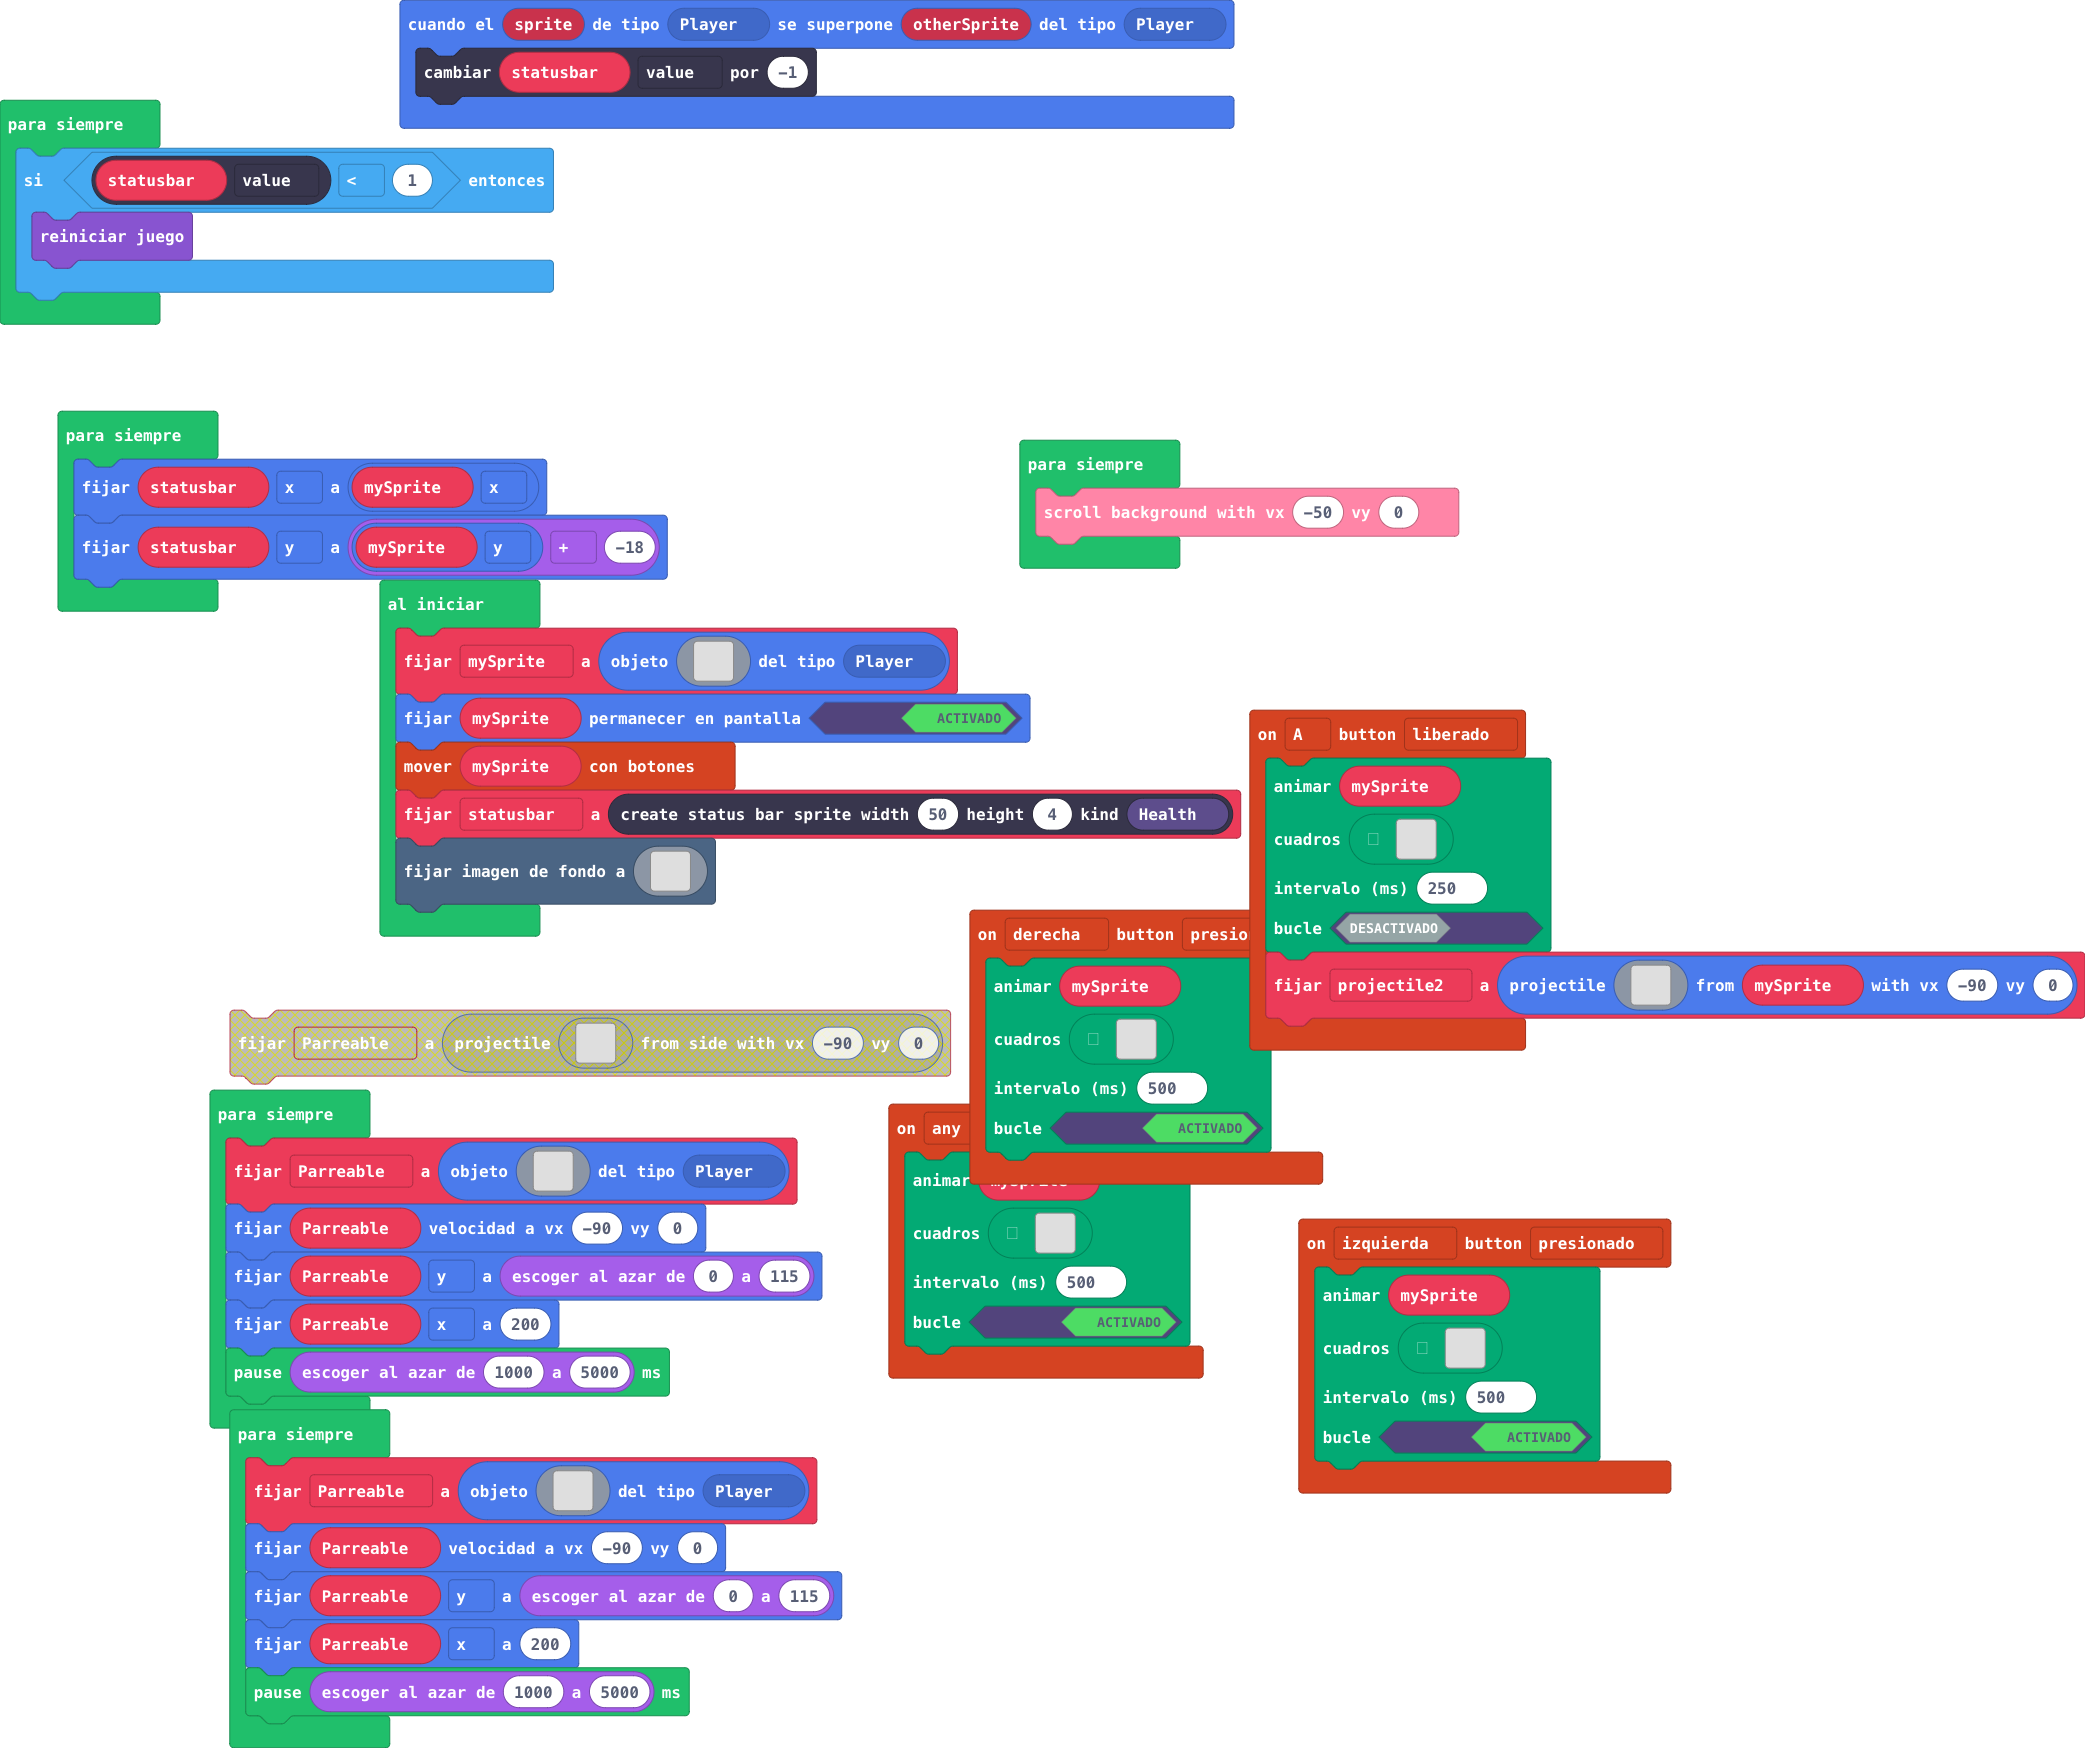 cuando el sprite de tipo Player se superpone otherSprite del tipo Player
cambiar statusbar value por -1
para siempre
si statusbar value < 1 entonces
reiniciar juego
para siempre
fijar statusbar x a mySprite x
fijar statusbar y a mySprite y + -18
para siempre
scroll background with vx -50 vy 0
al iniciar
fijar mySprite a objeto del tipo Player
fijar mySprite permanecer en pantalla ACTIVADO
mover mySprite con botones
fijar statusbar a create status bar sprite width 50 height 4 kind Health
fijar imagen de fondo a
on A button liberado
animar mySprite
cuadros
intervalo (ms) 250
bucle DESACTIVADO
fijar projectile2 a projectile from mySprite with vx -90 vy 0
on derecha button presio
animar mySprite
cuadros
intervalo (ms) 500
bucle ACTIVADO
fijar Parreable a projectile from side with vx -90 vy 0
para siempre
fijar Parreable a objeto del tipo Player
fijar Parreable velocidad a vx -90 vy 0
fijar Parreable y a escoger al azar de 0 a 115
fijar Parreable x a 200
pause escoger al azar de 1000 a 5000 ms
on any
animar
cuadros
intervalo (ms) 500
bucle ACTIVADO
on izquierda button presionado
animar mySprite
cuadros
intervalo (ms) 500
bucle ACTIVADO
para siempre
fijar Parreable a objeto del tipo Player
fijar Parreable velocidad a vx -90 vy 0
fijar Parreable y a escoger al azar de 0 a 115
fijar Parreable x a 200
pause escoger al azar de 1000 a 5000 ms